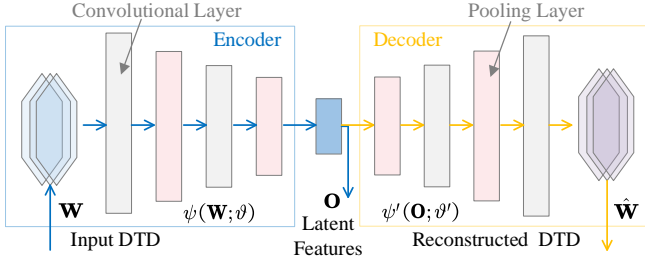 Convolutional Layer
Pooling Layer
Encoder
Decoder
W
ψ(W;ϑ)
O
ψ′(O;ϑ′)
Ŵ
Input DTD
Latent
Features
Reconstructed DTD